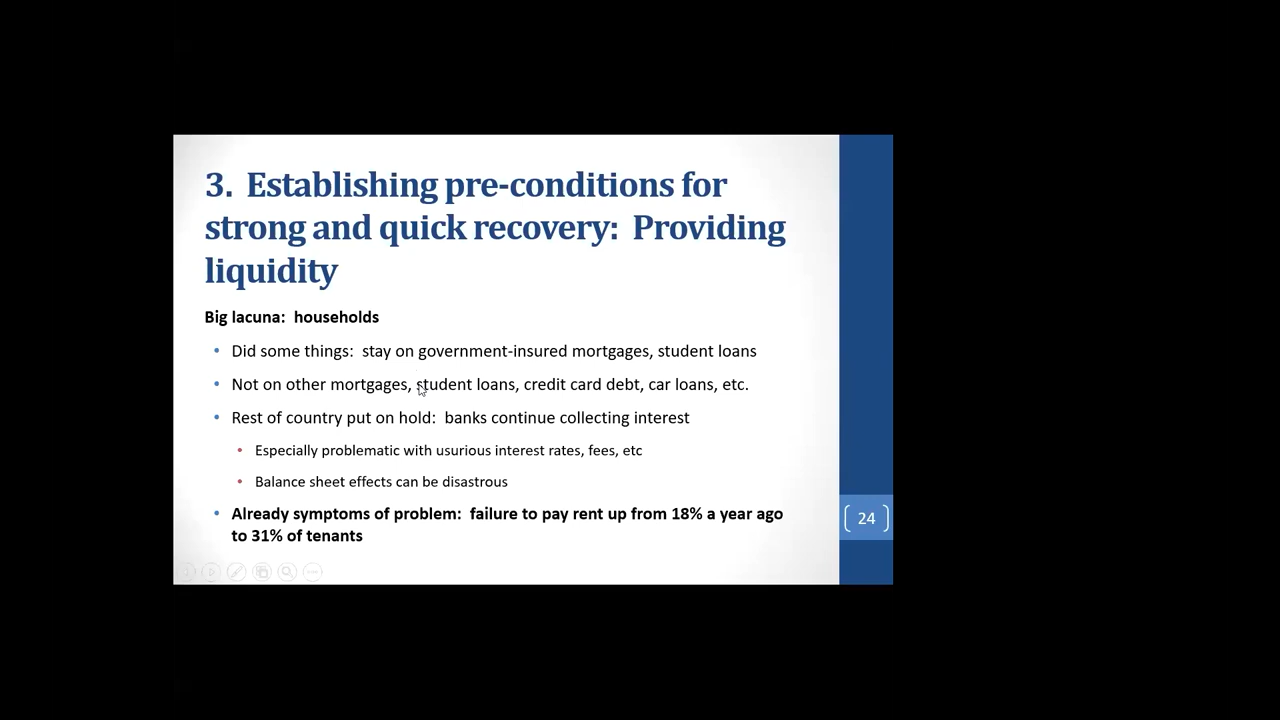 3. Establishing pre-conditions for
strong and quick recovery: Providing
liquidity
Big lacuna: households
• Did some things: stay on government-insured mortgages, student loans
• Not on other mortgages, student loans, credit card debt, car loans, etc.
• Rest of country put on hold: banks continue collecting interest
• Especially problematic with usurious interest rates, fees, etc
• Balance sheet effects can be disastrous
• Already symptoms of problem: failure to pay rent up from 18% a year ago
to 31% of tenants
24